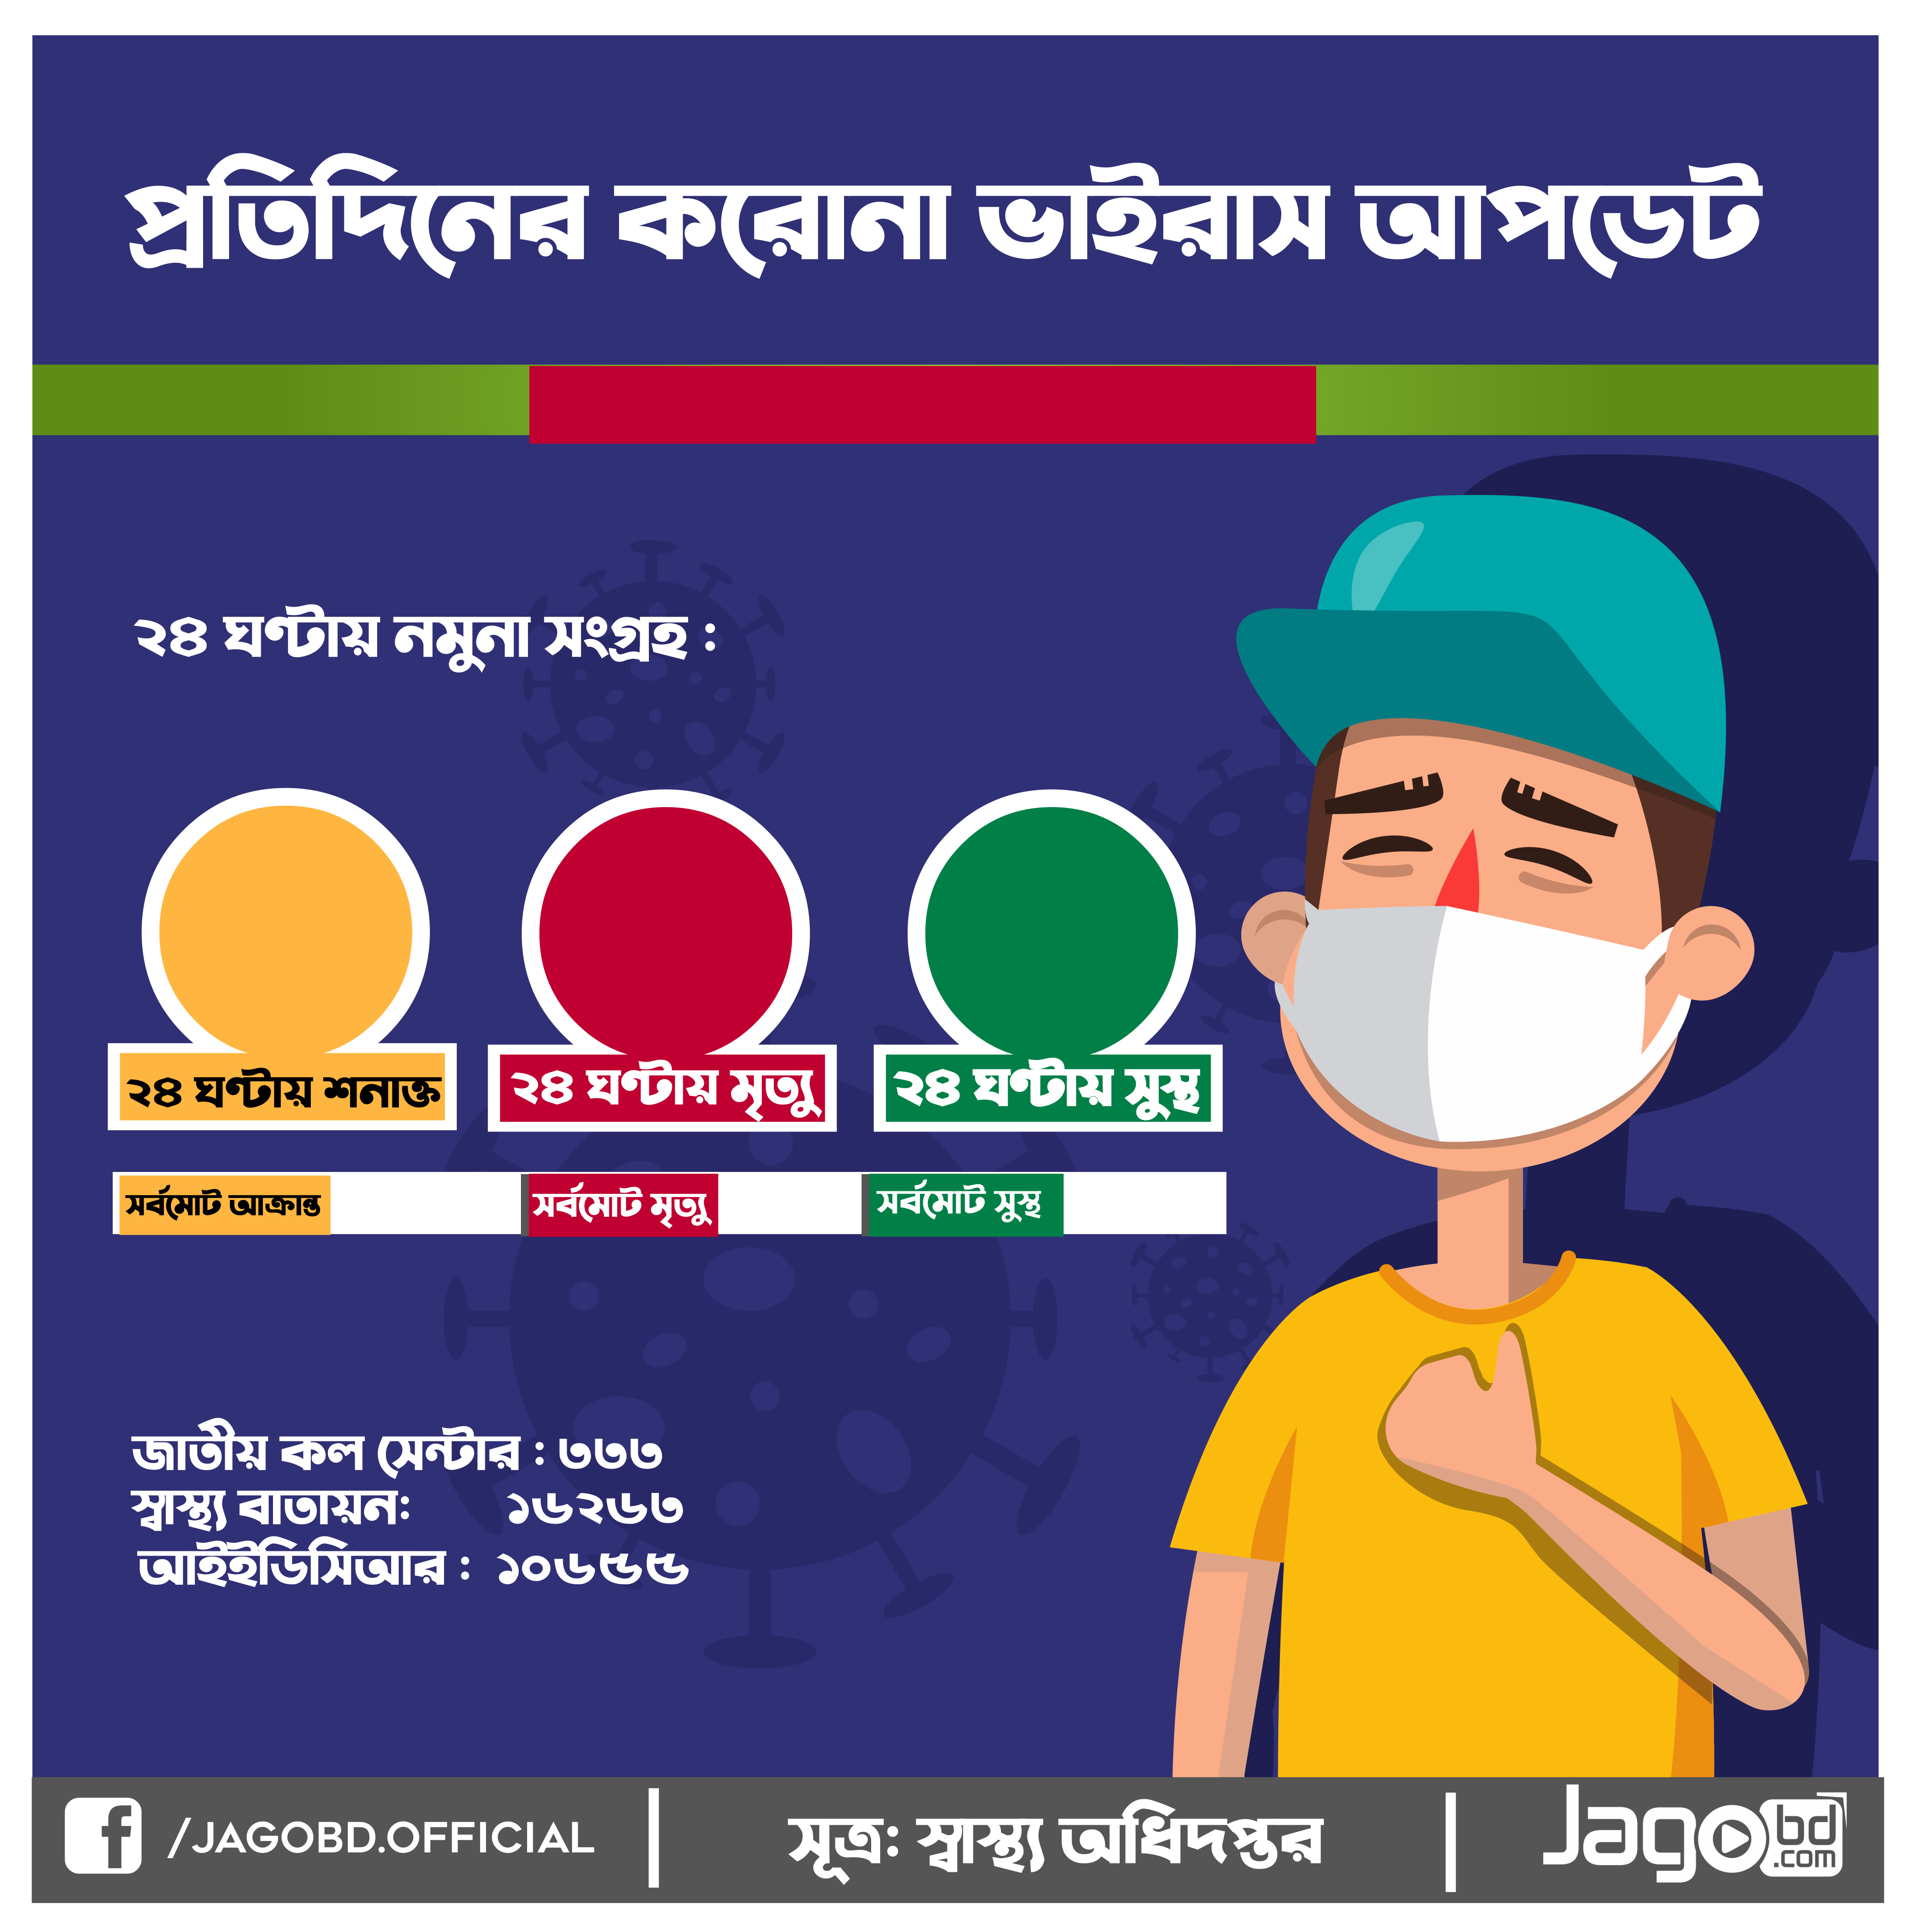 প্রতিদিনের করোনা ভাইরাস আপডেট
২৪ ঘণ্টায় নমুনা সংগ্রহ :
২৪ ঘণ্টায় শনাক্ত
২৪ ঘণ্টায় মৃত্যু
২৪ ঘণ্টায় সুস্থ
সর্বমোট আক্রান্ত
সর্বমোট মৃত্যু
সর্বমোট সুস্থ
জাতীয় কল সেন্টার : ৩৩৩
স্বাস্থ্য বাতায়ন: ১৬২৬৩
আইইডিসিআর : ১০৬৫৫
f /JAGOBD.OFFICIAL
সূত্র: স্বাস্থ্য অধিদপ্তর
Jago bd .com